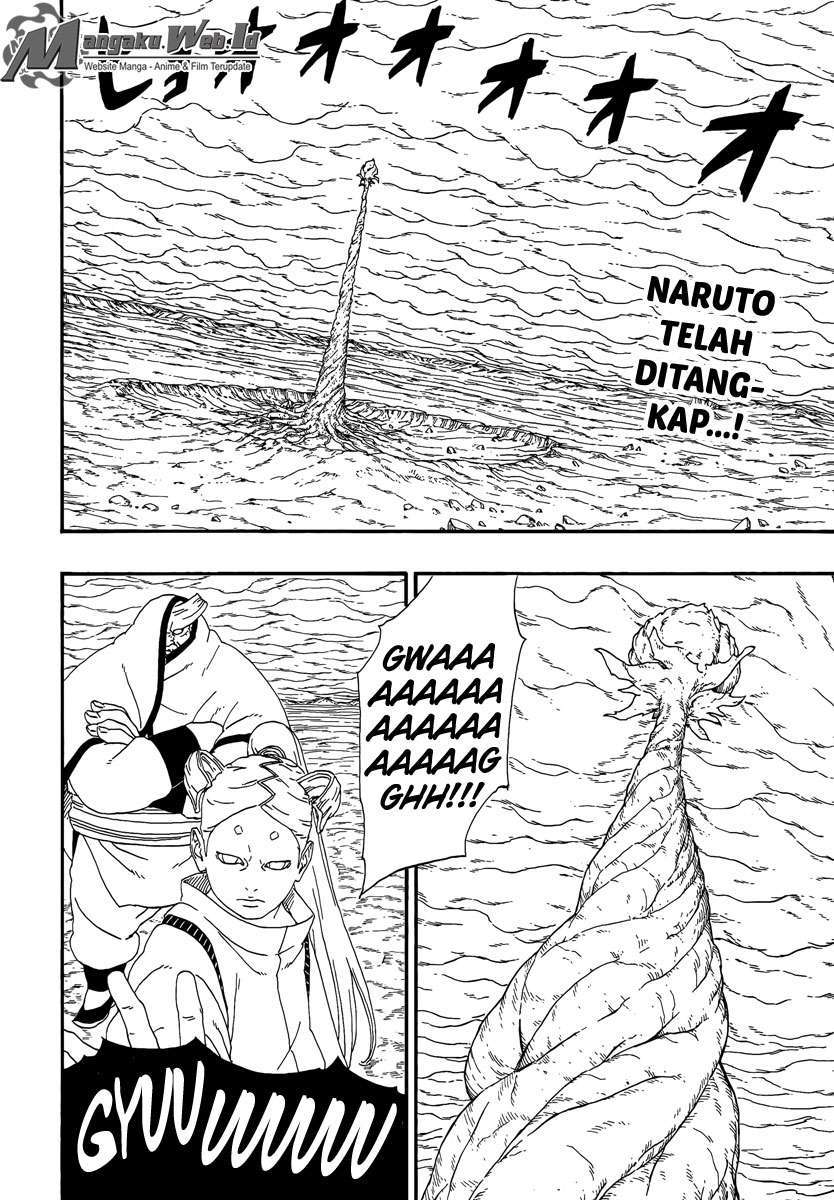 Mangaku.Web.Id
Website Manga - Anime & Film Terupdate
オオオオオ
NARUTO
TELAH
DITANG-
KAP...!
GWAAA
AAAAAA
AAAAAA
AAAAAG
GHH!!!
GYUUUUUUUU